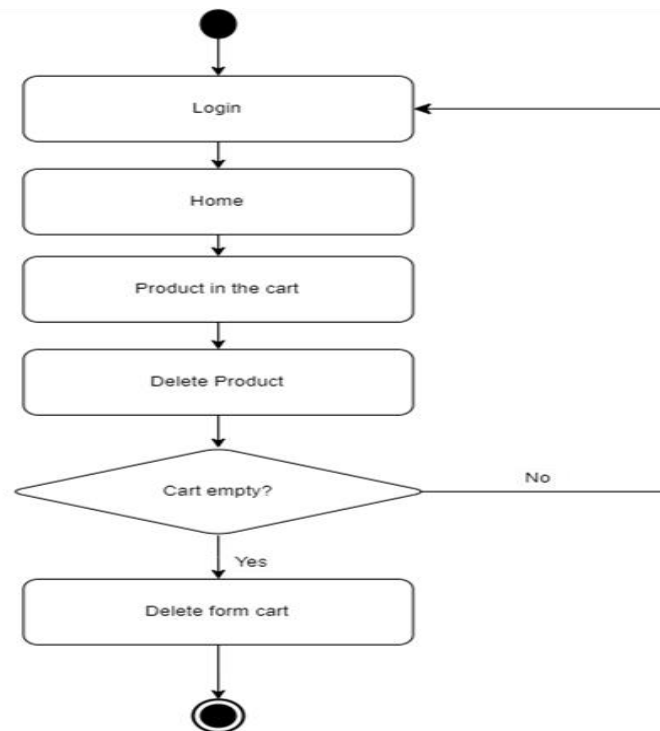 Login
Home
Product in the cart
Delete Product
Cart empty?
No
Yes
Delete form cart